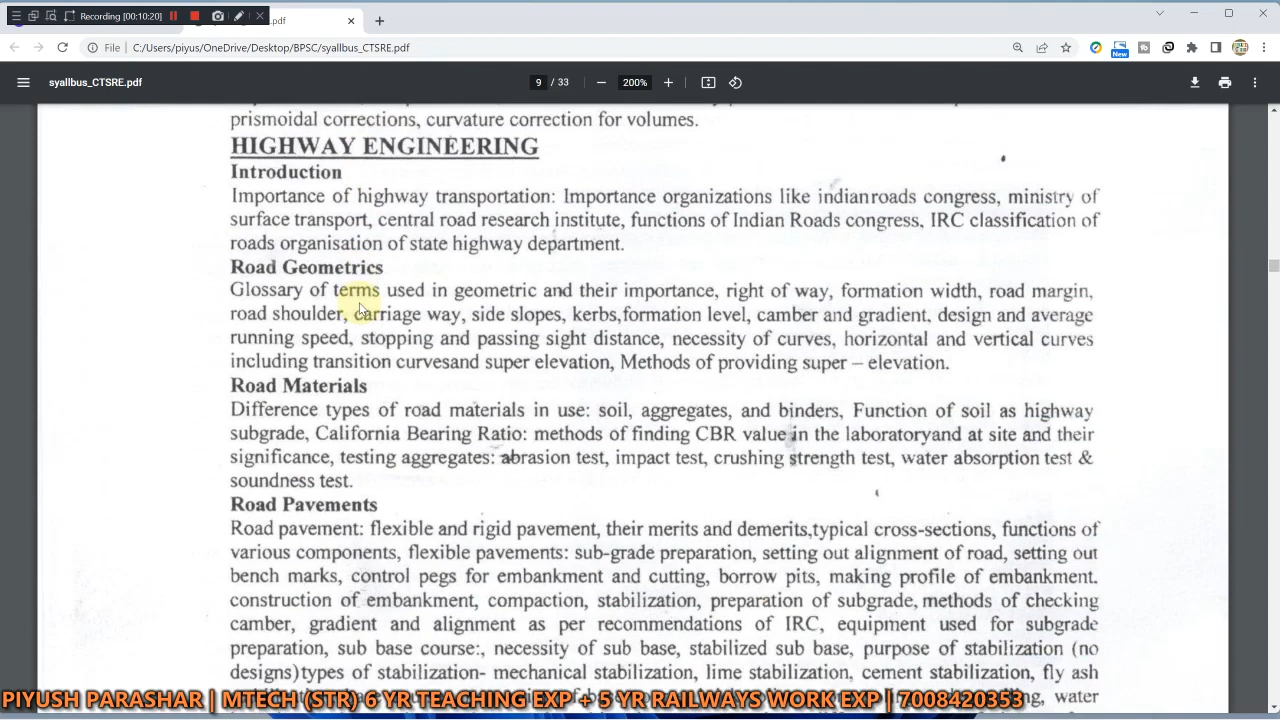 Recording [00:10:20]
.pdf
File C:/Users/piyus/OneDrive/Desktop/BPSC/syallbus_CTSRE.pdf
New
syallbus_CTSRE.pdf
9 / 33
200%
prismoidal corrections, curvature correction for volumes.
HIGHWAY ENGINEERING
Introduction
Importance of highway transportation: Importance organizations like indianroads congress, ministry of
surface transport, central road research institute, functions of Indian Roads congress, IRC classification of
roads organisation of state highway department.
Road Geometrics
Glossary of terms used in geometric and their importance, right of way, formation width, road margin,
road shoulder, carriage way, side slopes, kerbs,formation level, camber and gradient, design and average
running speed, stopping and passing sight distance, necessity of curves, horizontal and vertical curves
including transition curvesand super elevation, Methods of providing super – elevation.
Road Materials
Difference types of road materials in use: soil, aggregates, and binders, Function of soil as highway
subgrade, California Bearing Ratio: methods of finding CBR value in the laboratoryand at site and their
significance, testing aggregates: abrasion test, impact test, crushing strength test, water absorption test &
soundness test.
Road Pavements
Road pavement: flexible and rigid pavement, their merits and demerits,typical cross-sections, functions of
various components, flexible pavements: sub-grade preparation, setting out alignment of road, setting out
bench marks, control pegs for embankment and cutting, borrow pits, making profile of embankment.
construction of embankment, compaction, stabilization, preparation of subgrade, methods of checking
camber, gradient and alignment as per recommendations of IRC, equipment used for subgrade
preparation, sub base course:, necessity of sub base, stabilized sub base, purpose of stabilization (no
designs)types of stabilization- mechanical stabilization, lime stabilization, cement stabilization, fly ash
water
PIYUSH PARASHAR | MTECH (STR) 6 YR TEACHING EXP + 5 YR RAILWAYS WORK EXP | 7008420353